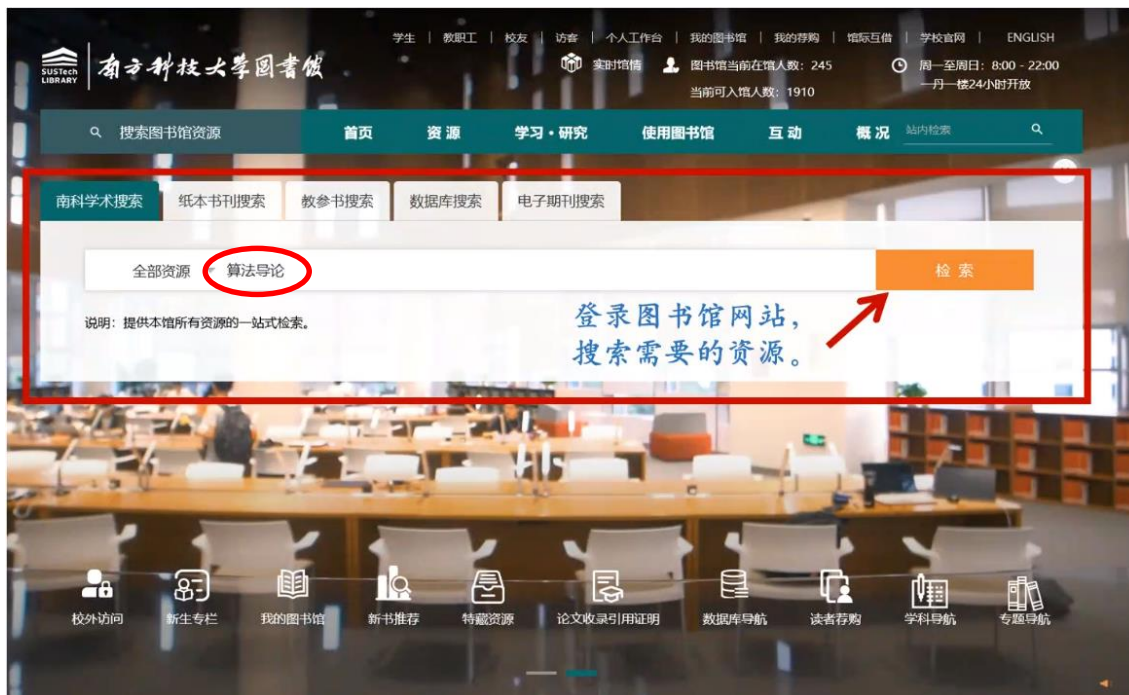 学生 | 教职工 | 校友 | 访客 | 个人工作台 | 我的图书馆 | 我的荐购 | 馆际互借 | 学校官网 | ENGLISH
SUSTech
LIBRARY
南方科技大学图书馆
实时馆情 图书馆当前在馆人数：245
当前可入馆人数：1910
周一至周日：8:00 - 22:00
一丹一楼24小时开放
搜索图书馆资源 首页 资源 学习·研究 使用图书馆 互动 概况 站内检索
南科学术搜索 纸本书刊搜索 教参书搜索 数据库搜索 电子期刊搜索
全部资源 算法导论 检索
说明：提供本馆所有资源的一站式检索。
登录图书馆网站，
搜索需要的资源。
校外访问 新生专栏 我的图书馆 新书推荐 特藏资源 论文收录引用证明 数据库导航 读者荐购 学科导航 专题导航